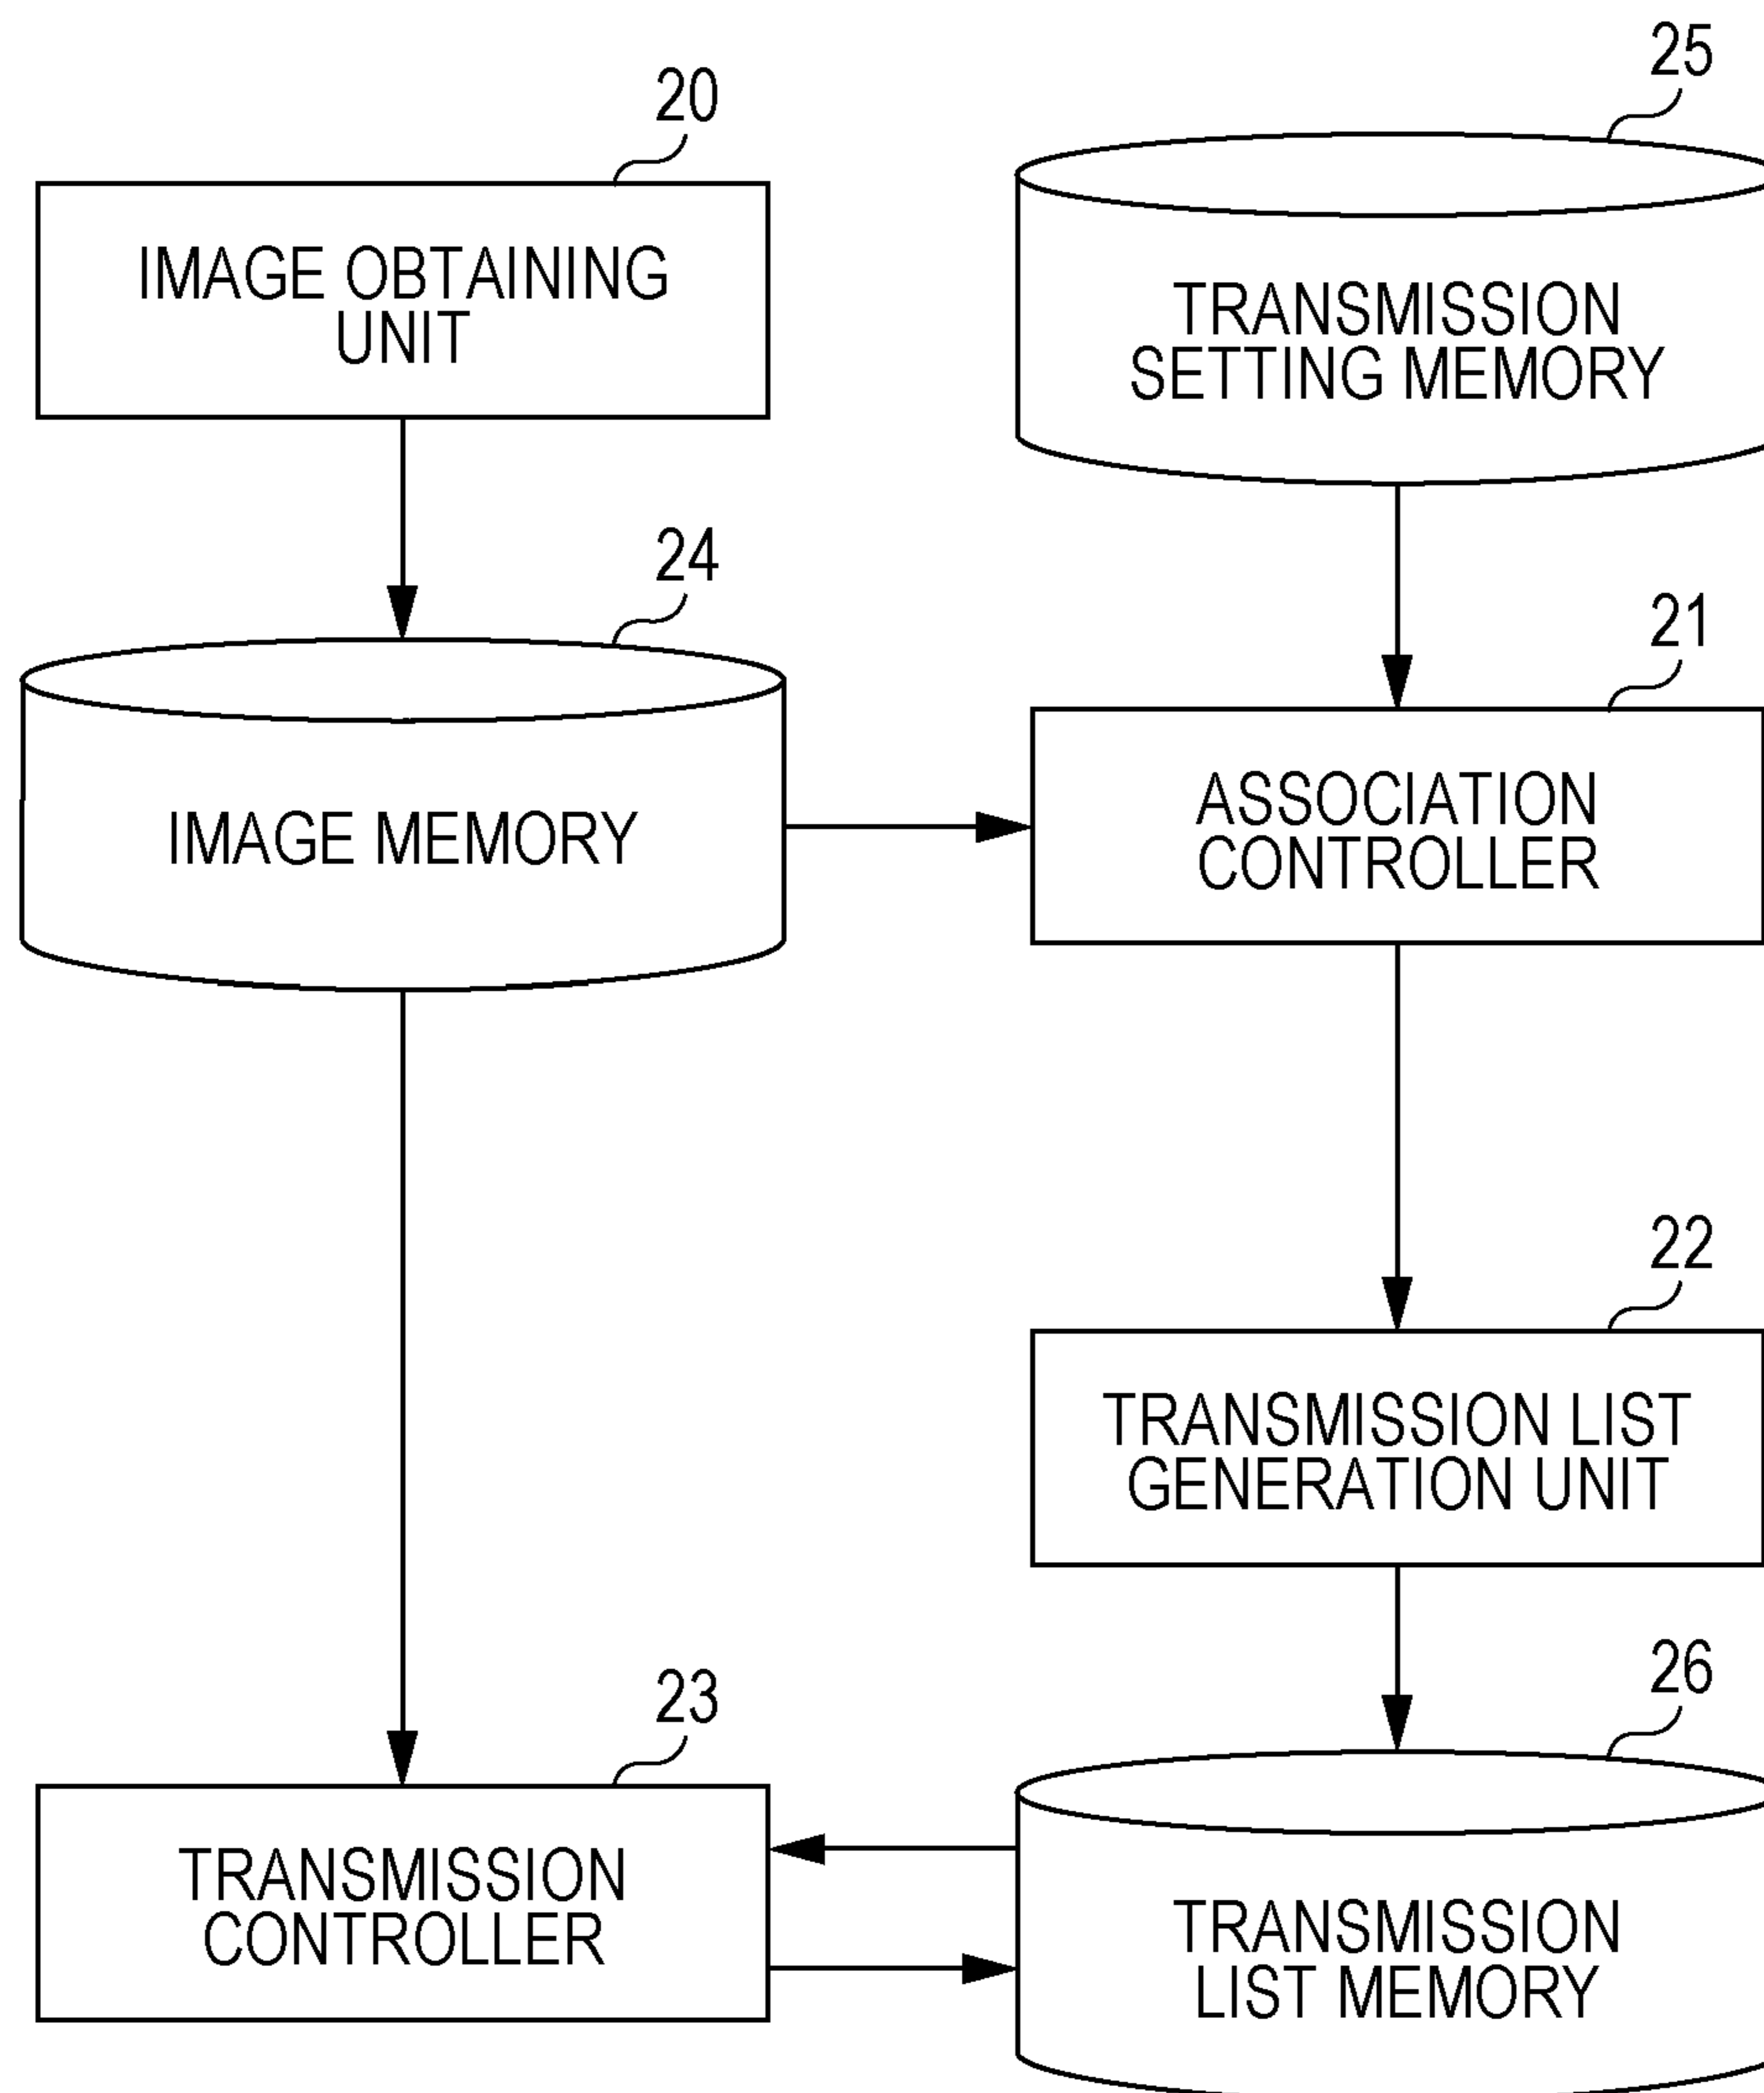 25
20
IMAGE OBTAINING
UNIT
TRANSMISSION
SETTING MEMORY
24
21
IMAGE MEMORY
ASSOCIATION
CONTROLLER
22
TRANSMISSION LIST
GENERATION UNIT
23
26
TRANSMISSION
CONTROLLER
TRANSMISSION
LIST MEMORY